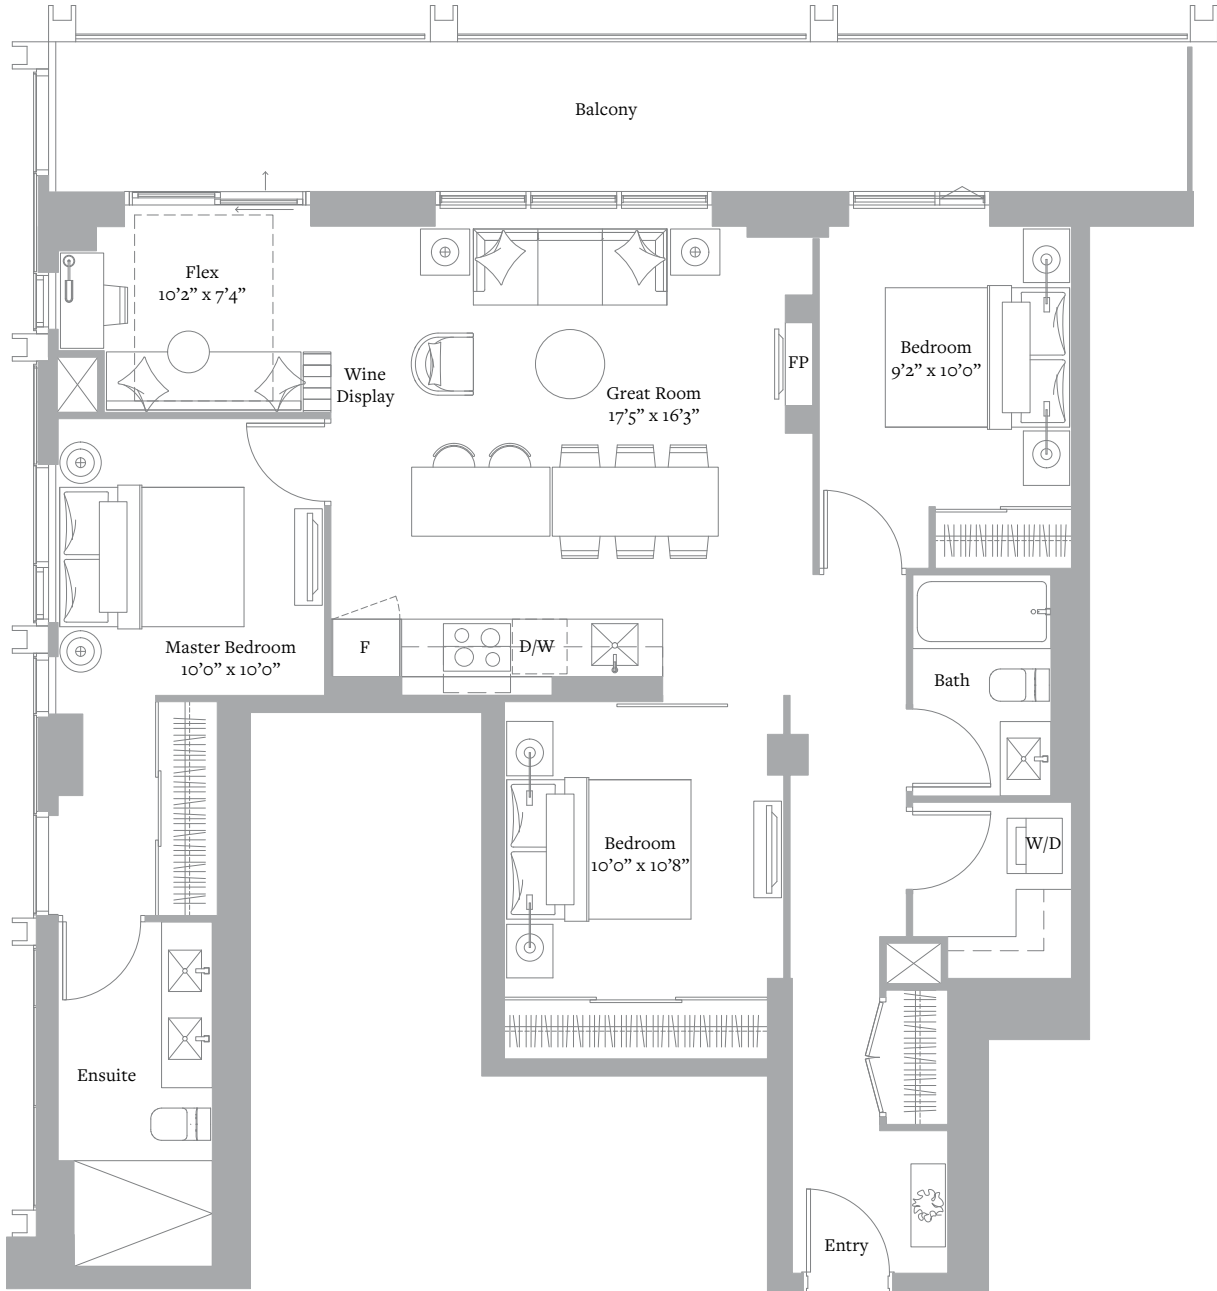 Balcony
Flex
10’2” x 7’4”
Wine
Display
FP
Bedroom
9’2” x 10’0”
Great Room
17’5” x 16’3”
Master Bedroom
10’0” x 10’0”
F
D/W
Bath
Bedroom
10’0” x 10’8”
W/D
Ensuite
Entry